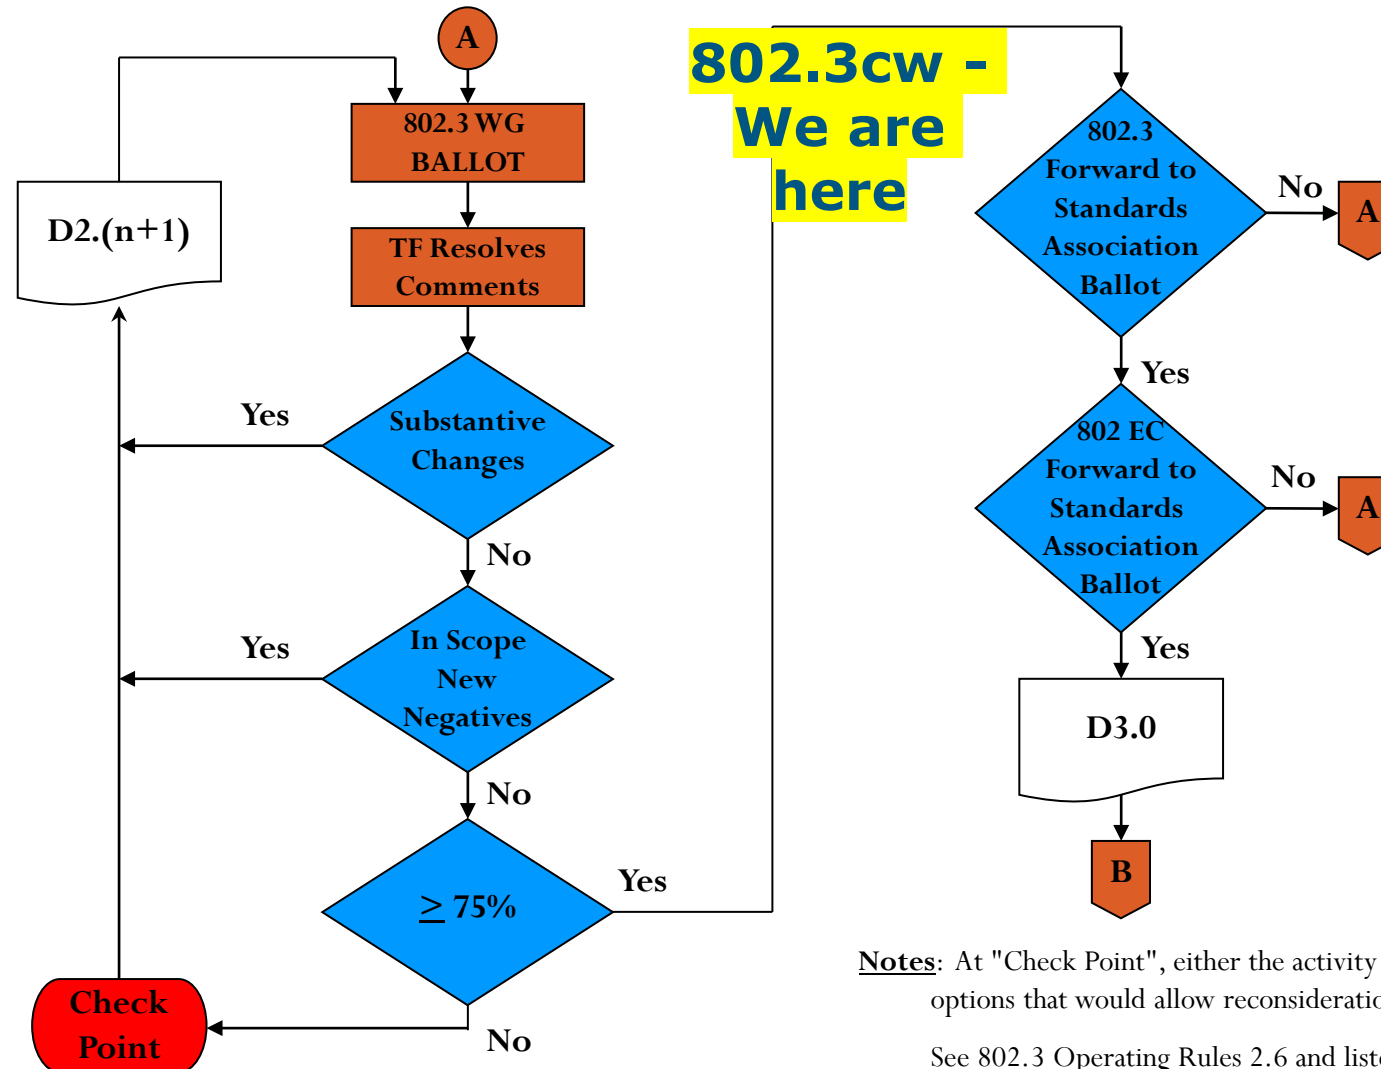 A
802.3 WG
BALLOT
TF Resolves
Comments
D2.(n+1)
Substantive
Changes
Yes
No
In Scope
New
Negatives
Yes
No
≥ 75%
Yes
No
Check
Point
802.3cw -
We are
here
802.3
Forward to
Standards
Association
Ballot
No
A
Yes
802 EC
Forward to
Standards
Association
Ballot
No
A
Yes
D3.0
B
Notes: At "Check Point", either the activity
options that would allow
See 802.3 Operating Rules 2.6 and